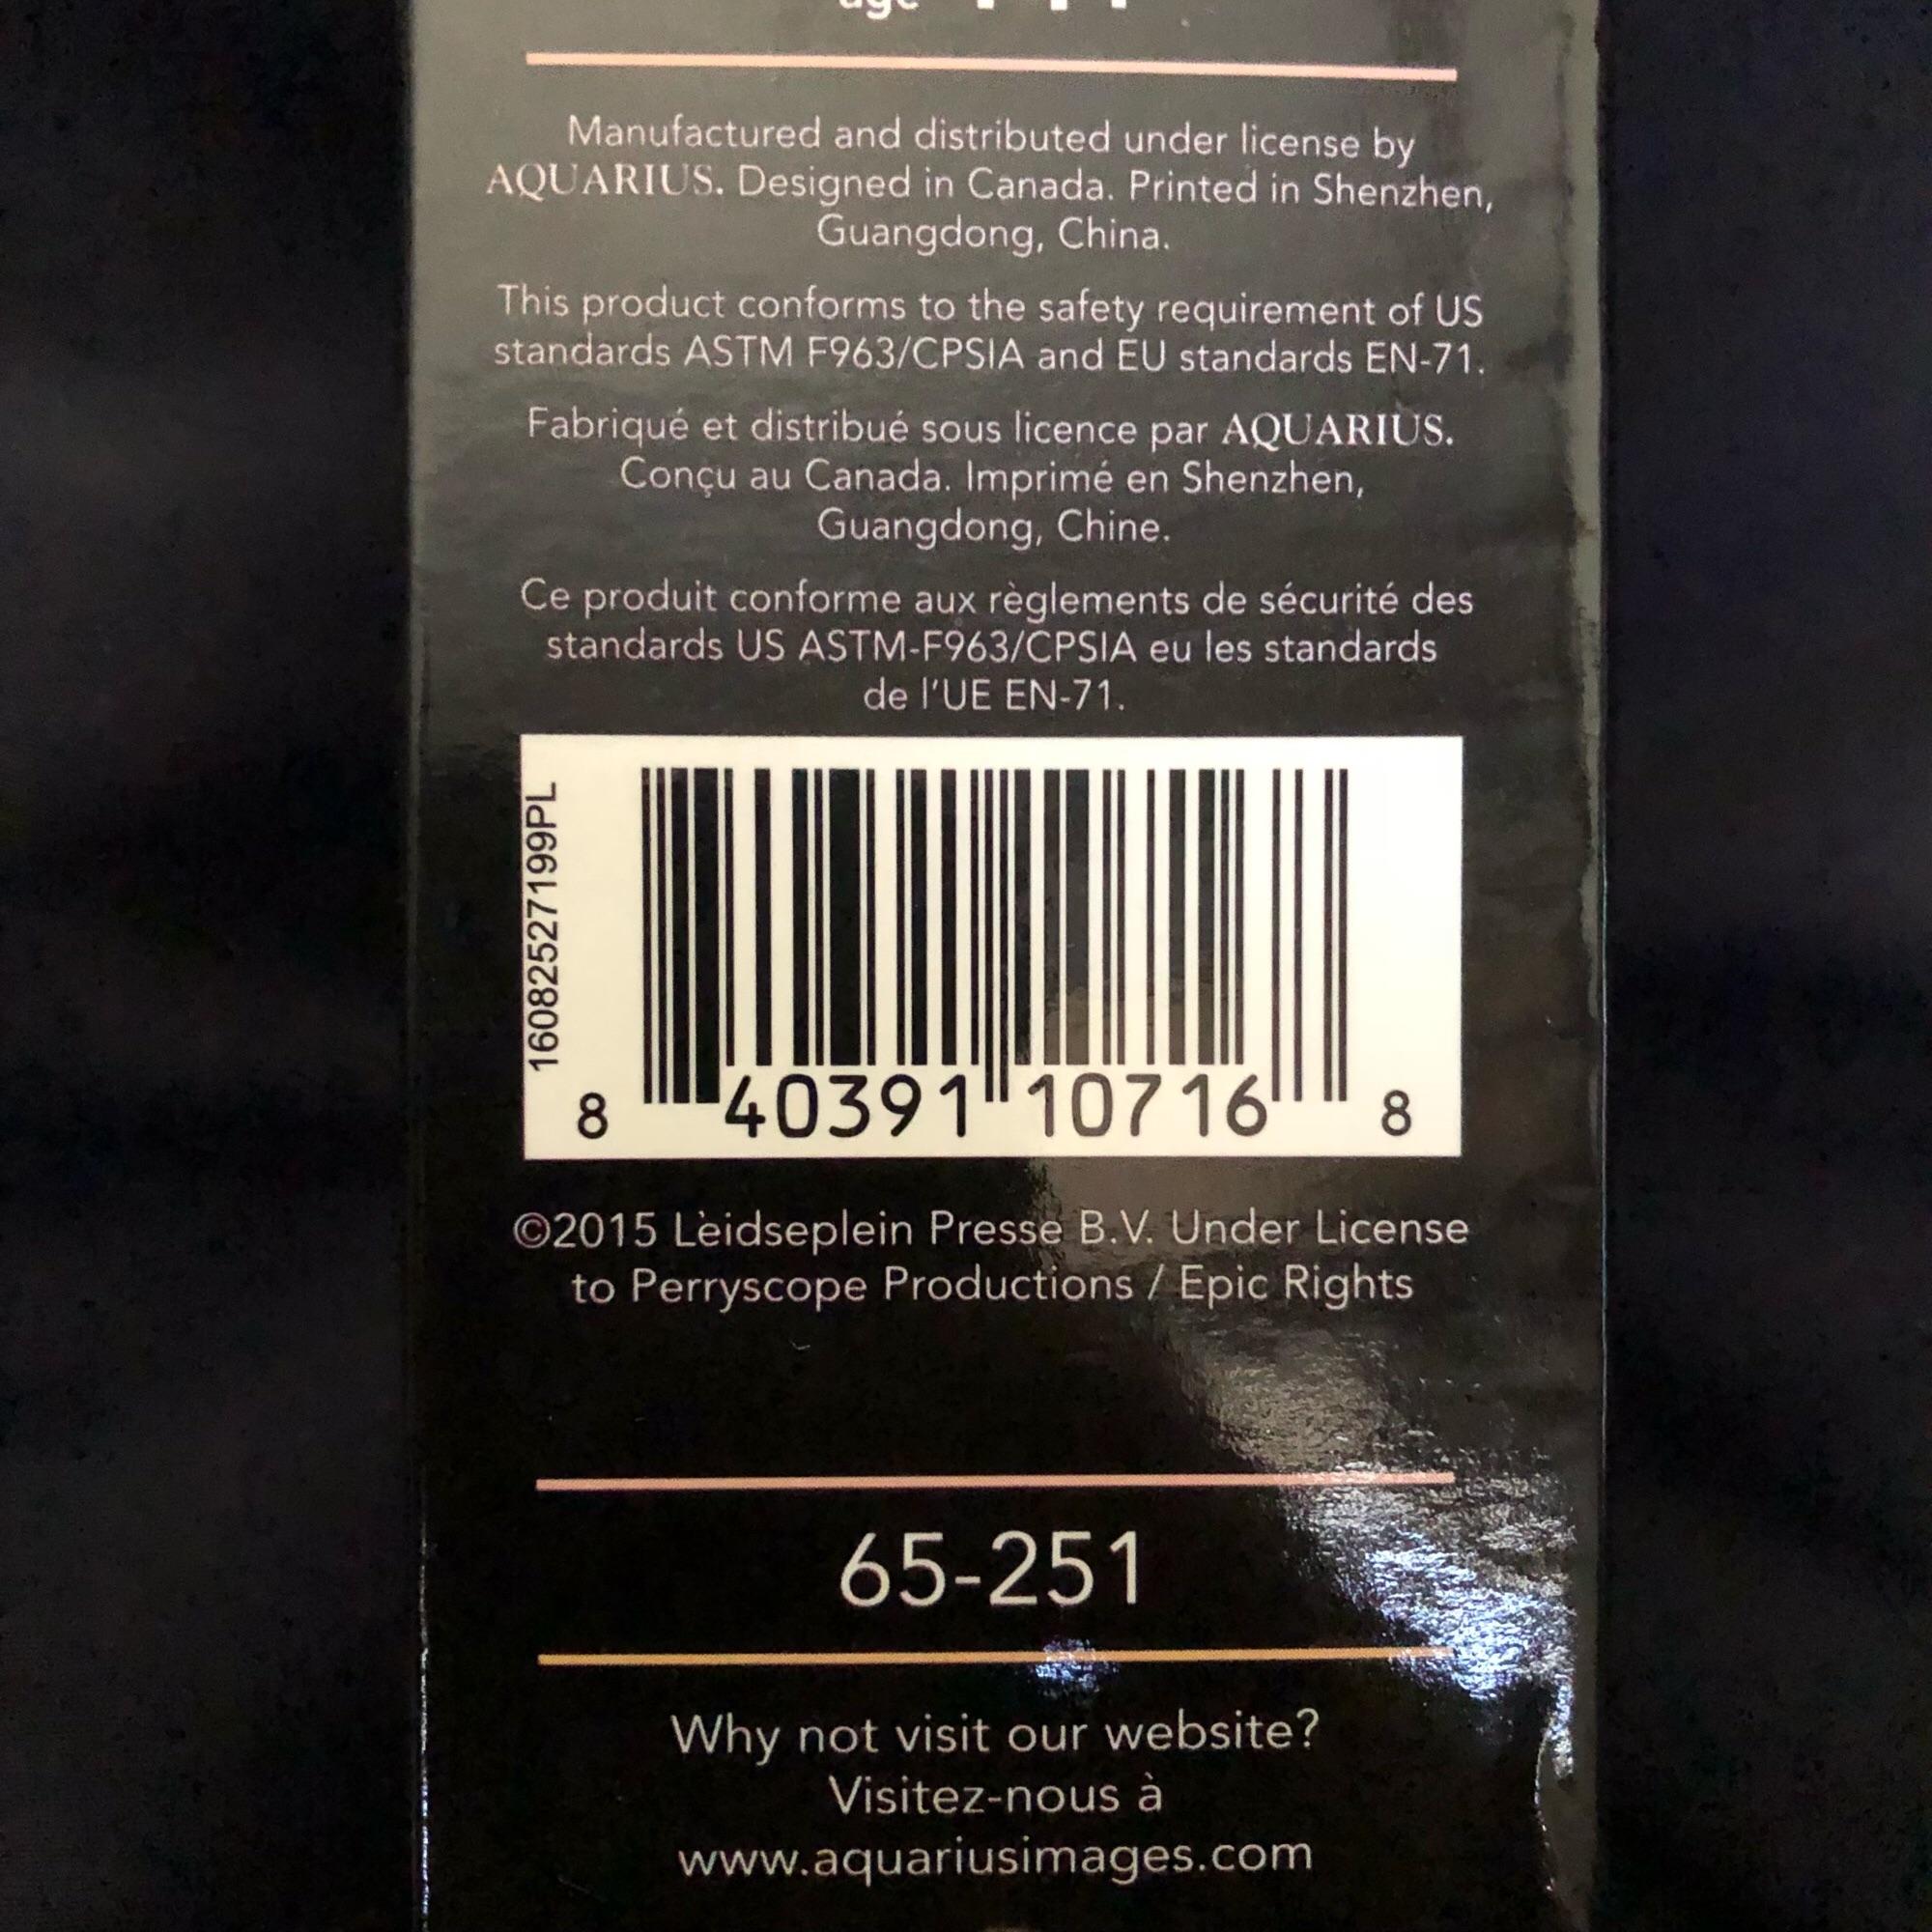 age
Manufactured and distributed under license by
AQUARIUS. Designed in Canada. Printed in Shenzhen,
Guangdong, China.
This product conforms to the safety requirement of US
standards ASTM F963/CPSIA and EU standards EN-71.
Fabriqué et distribué sous licence par AQUARIUS.
Conçu au Canada. Imprimé en Shenzhen,
Guangdong, Chine.
Ce produit conforme aux règlements de sécurité des
standards US ASTM-F963/CPSIA eu les standards
de l'UE EN-71.
1608252719​9PL
8 40391 10716 8
©2015 Leidseplein Presse B.V. Under License
to Perryscope Productions / Epic Rights
65-251
Why not visit our website?
Visitez-nous à
www.aquariusimages.com